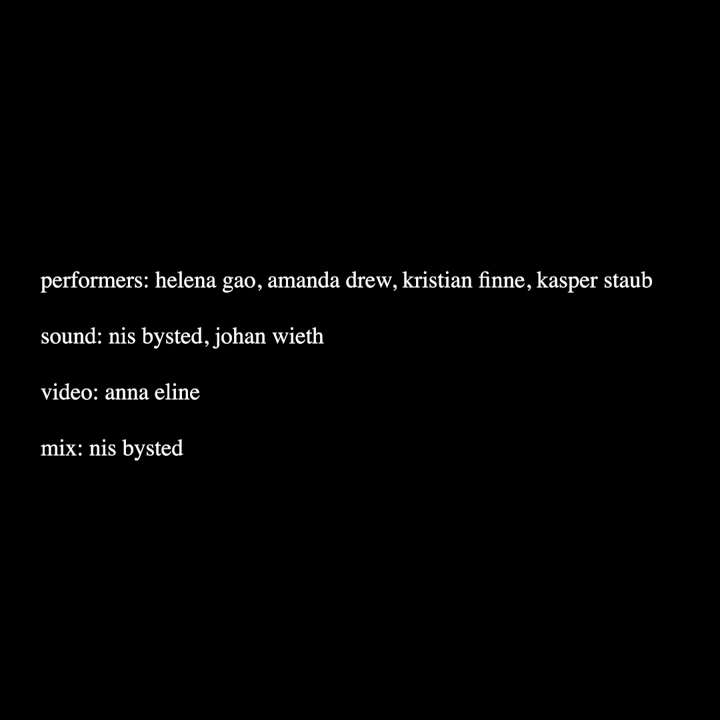 performers: helena gao, amanda drew, kristian finne, kasper staub
sound: nis bysted, johan wieth
video: anna eline
mix: nis bysted